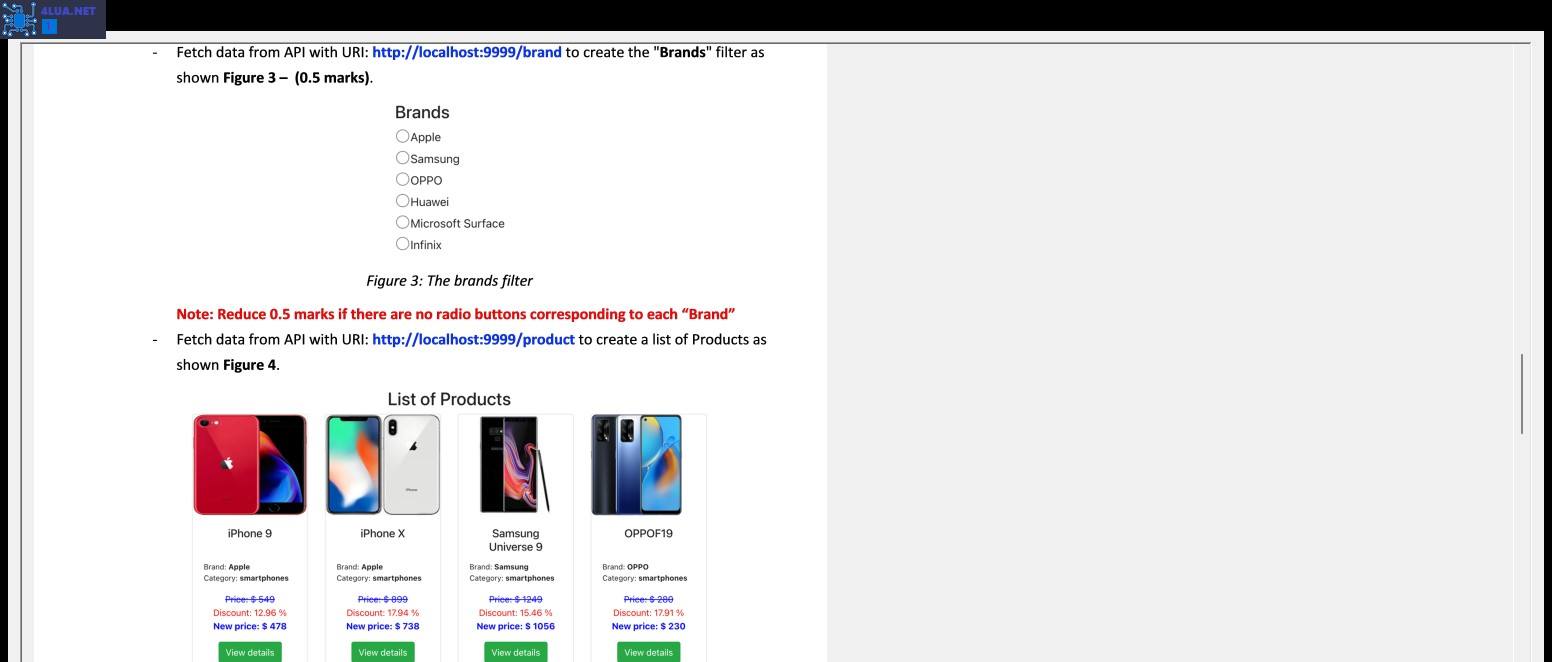 4LUA.NET
- Fetch data from API with URI: http://localhost:9999/brand to create the "Brands" filter as
shown Figure 3 – (0.5 marks).
Brands
Apple
Samsung
OPPO
Huawei
Microsoft Surface
Infinix
Figure 3: The brands filter
Note: Reduce 0.5 marks if there are no radio buttons corresponding to each “Brand”
- Fetch data from API with URI: http://localhost:9999/product to create a list of Products as
shown Figure 4.
List of Products
iPhone 9
Brand: Apple
Category: smartphones
Price: $ 549
Discount: 12.96 %
New price: $ 478
View details
iPhone X
Brand: Apple
Category: smartphones
Price: $ 899
Discount: 17.94 %
New price: $ 738
View details
Samsung
Universe 9
Brand: Samsung
Category: smartphones
Price: $ 1249
Discount: 15.46 %
New price: $ 1056
View details
OPPOF19
Brand: OPPO
Category: smartphones
Price: $ 280
Discount: 17.91 %
New price: $ 230
View details